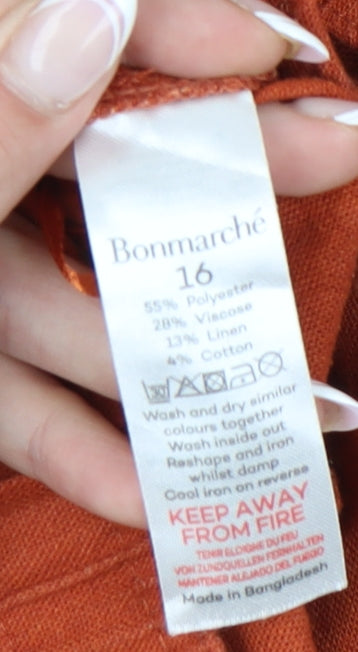 Bonmarché
16
55% Polyester
28% Viscose
13% Linen
4% Cotton
30
Wash and dry similar
colours together
Wash inside out
Reshape and iron
whilst damp
Cool iron on reverse
KEEP AWAY
FROM FIRE
TENIR ELOIGNE DU FEU
VON ZUNDQUELLEN FERNHALTEN
MANTENER ALEJADO DEL FUEGO
Made in Bangladesh